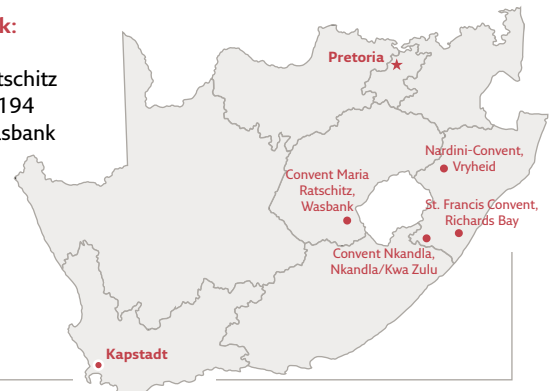 k:
tschitz
194
asbank
Pretoria
Nardini-Convent,
Vryheid
Convent Maria
Ratschitz,
Wasbank
St. Francis Convent,
Richards Bay
Convent Nkandla,
Nkandla/Kwa Zulu
Kapstadt